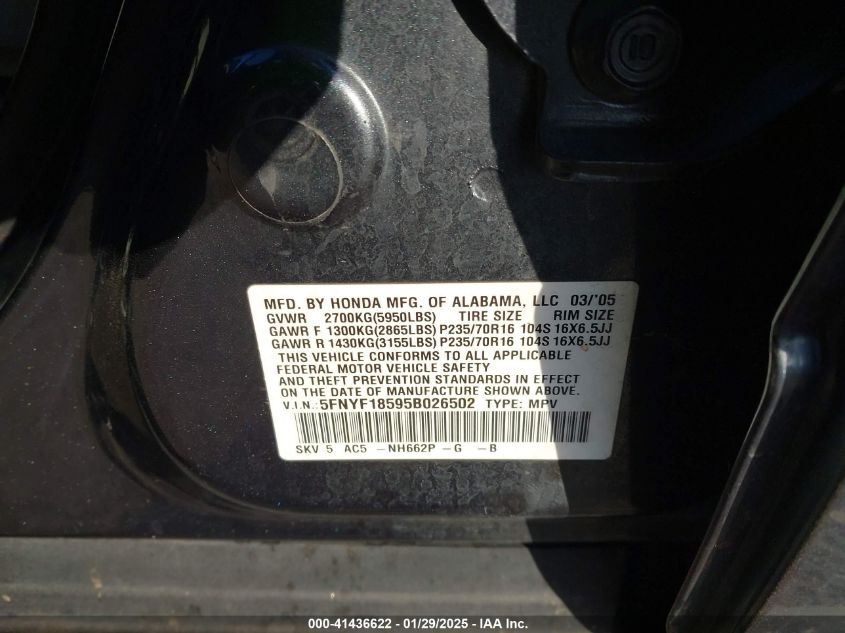 10
MFD. BY HONDA MFG. OF ALABAMA, LLC 03/'05
GVWR 2700KG(5950LBS) TIRE SIZE RIM SIZE
GAWR F 1300KG(2865LBS) P235/70R16 104S 16X6.5JJ
GAWR R 1430KG(3155LBS) P235/70R16 104S 16X6.5JJ
THIS VEHICLE CONFORMS TO ALL APPLICABLE
FEDERAL MOTOR VEHICLE SAFETY
AND THEFT PREVENTION STANDARDS IN EFFECT
ON THE DATE OF MANUFACTURE SHOWN ABOVE.
V.I.N.:5FNYF18595B026502 TYPE: MPV
SKV 5 AC5 -NH662P -G -B
000-41436622 - 01/29/2025 - IAA Inc.